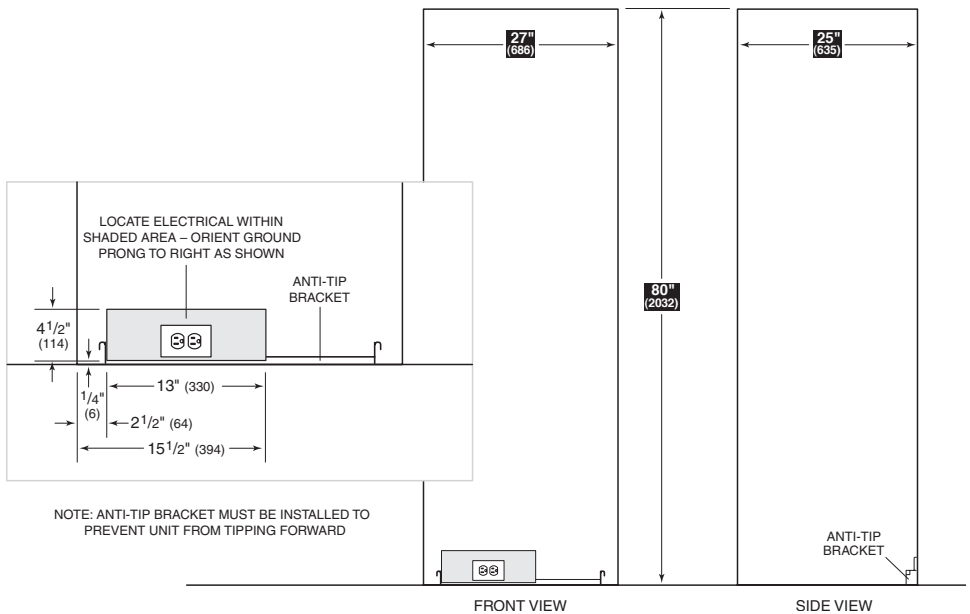 27"
(686)
25"
(635)
LOCATE ELECTRICAL WITHIN
SHADED AREA – ORIENT GROUND
PRONG TO RIGHT AS SHOWN
ANTI-TIP
BRACKET
80"
(2032)
4 1/2"
(114)
13" (330)
1/4"
(6)
2 1/2" (64)
15 1/2" (394)
NOTE: ANTI-TIP BRACKET MUST BE INSTALLED TO
PREVENT UNIT FROM TIPPING FORWARD
ANTI-TIP
BRACKET
FRONT VIEW
SIDE VIEW